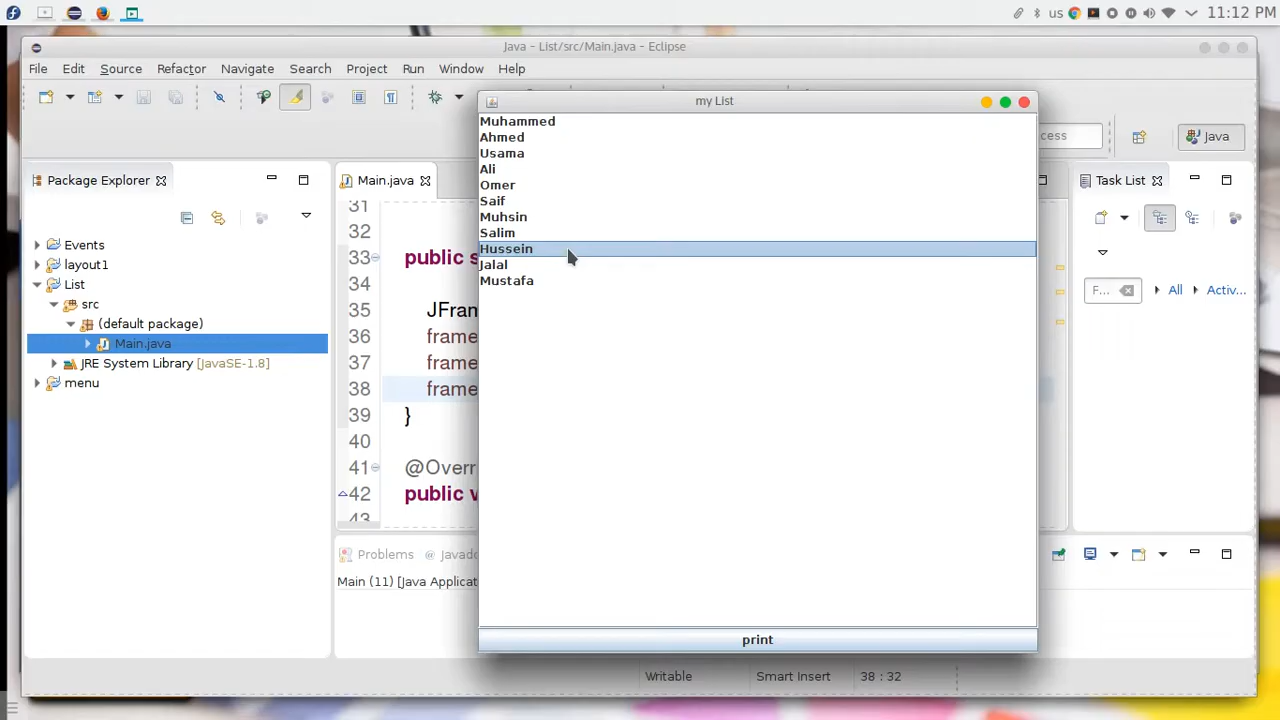 us
11:12 PM
Java - List/src/Main.java - Eclipse
File Edit Source Refactor Navigate Search Project Run Window Help
my List
Muhammed
Ahmed
Usama
Ali
Omer
Saif
Muhsin
Salim
Hussein
Jalal
Mustafa
print
Java
Package Explorer
Events
layout1
List
src
(default package)
Main.java
JRE System Library [JavaSE-1.8]
menu
Main.java
31
32
33 public s
34
35 JFran
36 frame
37 frame
38 frame
39 }
40
41 @Overr
42 public v
43
Task List
F... All Activ...
Problems @ Javado
Main (11) [Java Applicat
Writable Smart Insert 38 : 32